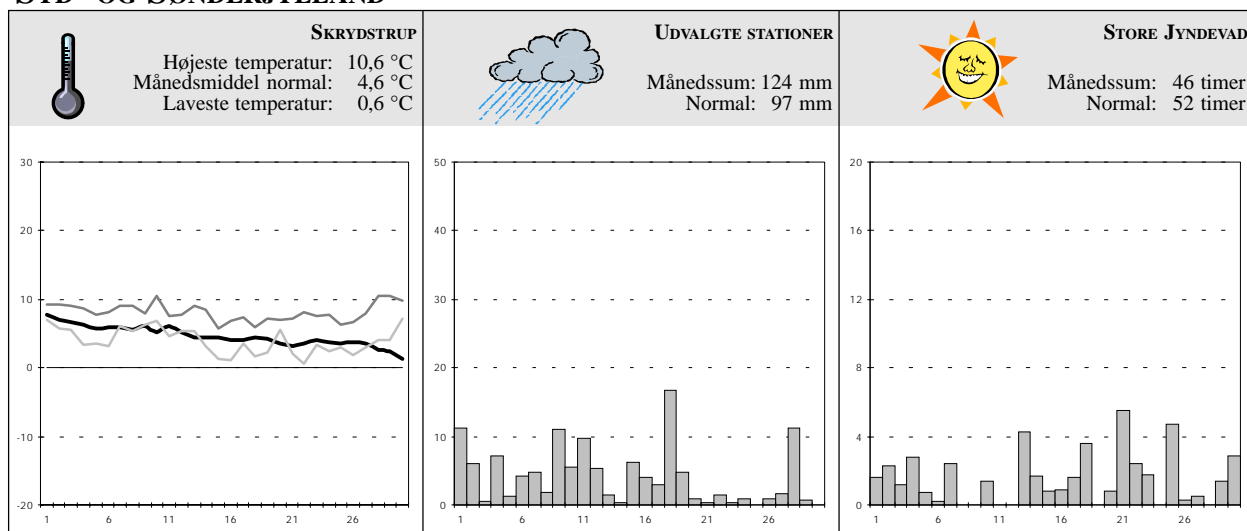 SYD- OG SØNDERJYLLAND
SKRYDSTRUP
Højeste temperatur: 10,6 °C
Månedsmiddel normal: 4,6 °C
Laveste temperatur: 0,6 °C
UDVALGTE STATIONER
Månedssum: 124 mm
Normal: 97 mm
STORE JYNDEVAD
Månedssum: 46 timer
Normal: 52 timer
30
20
10
0
-10
-20
1 6 11 16 21 26
50
40
30
20
10
0
1 6 11 16 21 26
20
16
12
8
4
0
1 6 11 16 21 26